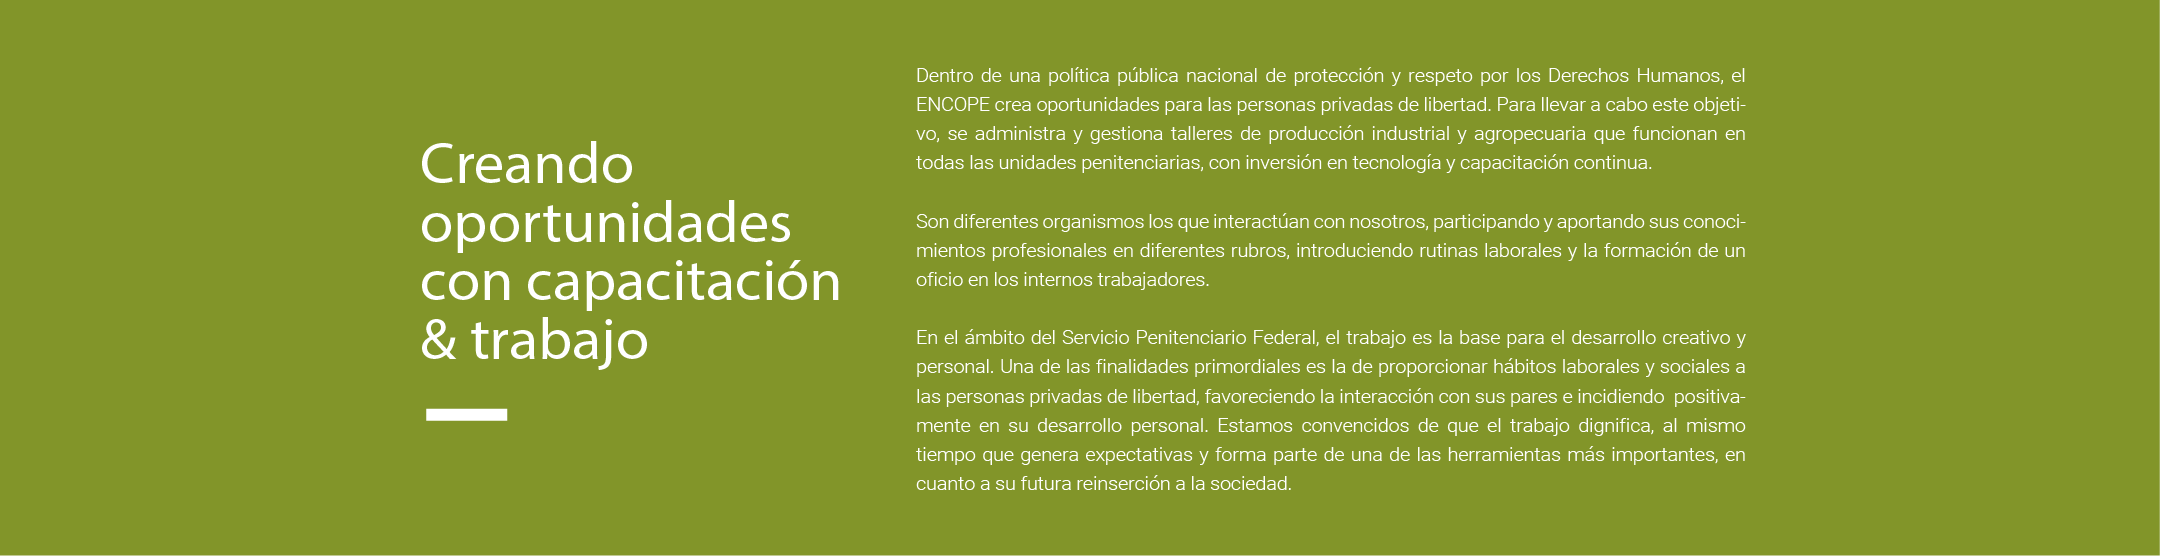 Creando
oportunidades
con capacitación
& trabajo
Dentro de una política pública nacional de protección y respeto por los Derechos Humanos, el
ENCOPE crea oportunidades para las personas privadas de libertad. Para llevar a cabo este objeti-
vo, se administra y gestiona talleres de producción industrial y agropecuaria que funcionan en
todas las unidades penitenciarias, con inversión en tecnología y capacitación continua.
Son diferentes organismos los que interactúan con nosotros, participando y aportando sus conoci-
mientos profesionales en diferentes rubros, introduciendo rutinas laborales y la formación de un
oficio en los internos trabajadores.
En el ámbito del Servicio Penitenciario Federal, el trabajo es la base para el desarrollo creativo y
personal. Una de las finalidades primordiales es la de proporcionar hábitos laborales y sociales a
las personas privadas de libertad, favoreciendo la interacción con sus pares e incidiendo  positiva-
mente en su desarrollo personal. Estamos convencidos de que el trabajo dignifica, al mismo
tiempo que genera expectativas y forma parte de una de las herramientas más importantes, en
cuanto a su futura reinserción a la sociedad.